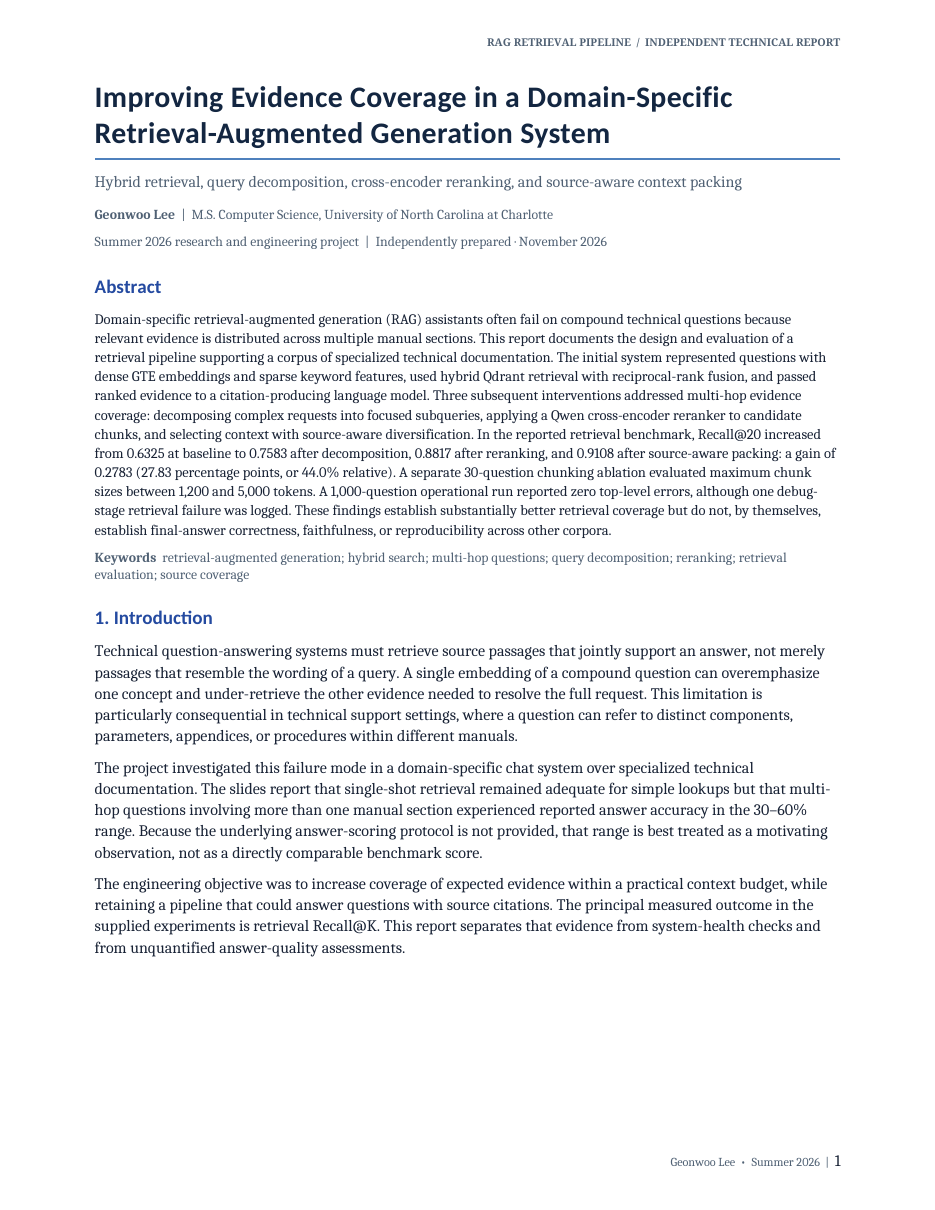 RAG RETRIEVAL PIPELINE / INDEPENDENT TECHNICAL REPORT
Improving Evidence Coverage in a Domain-Specific
Retrieval-Augmented Generation System
Hybrid retrieval, query decomposition, cross-encoder reranking, and source-aware context packing
Geonwoo Lee | M.S. Computer Science, University of North Carolina at Charlotte
Summer 2026 research and engineering project | Independently prepared · November 2026
Abstract
Domain-specific retrieval-augmented generation (RAG) assistants often fail on compound technical questions because
relevant evidence is distributed across multiple manual sections. This report documents the design and evaluation of a
retrieval pipeline supporting a corpus of specialized technical documentation. The initial system represented questions with
dense GTE embeddings and sparse keyword features, used hybrid Qdrant retrieval with reciprocal-rank fusion, and passed
ranked evidence to a citation-producing language model. Three subsequent interventions addressed multi-hop evidence
coverage: decomposing complex requests into focused subqueries, applying a Qwen cross-encoder reranker to candidate
chunks, and selecting context with source-aware diversification. In the reported retrieval benchmark, Recall@20 increased
from 0.6325 at baseline to 0.7583 after decomposition, 0.8817 after reranking, and 0.9108 after source-aware packing: a gain of
0.2783 (27.83 percentage points, or 44.0% relative). A separate 30-question chunking ablation evaluated maximum chunk
sizes between 1,200 and 5,000 tokens. A 1,000-question operational run reported zero top-level errors, although one debug-
stage retrieval failure was logged. These findings establish substantially better retrieval coverage but do not, by themselves,
establish final-answer correctness, faithfulness, or reproducibility across other corpora.
Keywords retrieval-augmented generation; hybrid search; multi-hop questions; query decomposition; reranking; retrieval
evaluation; source coverage
1. Introduction
Technical question-answering systems must retrieve source passages that jointly support an answer, not merely
passages that resemble the wording of a query. A single embedding of a compound question can overemphasize
one concept and under-retrieve the other evidence needed to resolve the full request. This limitation is
particularly consequential in technical support settings, where a question can refer to distinct components,
parameters, appendices, or procedures within different manuals.
The project investigated this failure mode in a domain-specific chat system over specialized technical
documentation. The slides report that single-shot retrieval remained adequate for simple lookups but that multi-
hop questions involving more than one manual section experienced reported answer accuracy in the 30–60%
range. Because the underlying answer-scoring protocol is not provided, that range is best treated as a motivating
observation, not as a directly comparable benchmark score.
The engineering objective was to increase coverage of expected evidence within a practical context budget, while
retaining a pipeline that could answer questions with source citations. The principal measured outcome in the
supplied experiments is retrieval Recall@K. This report separates that evidence from system-health checks and
from unquantified answer-quality assessments.
Geonwoo Lee • Summer 2026 | 1